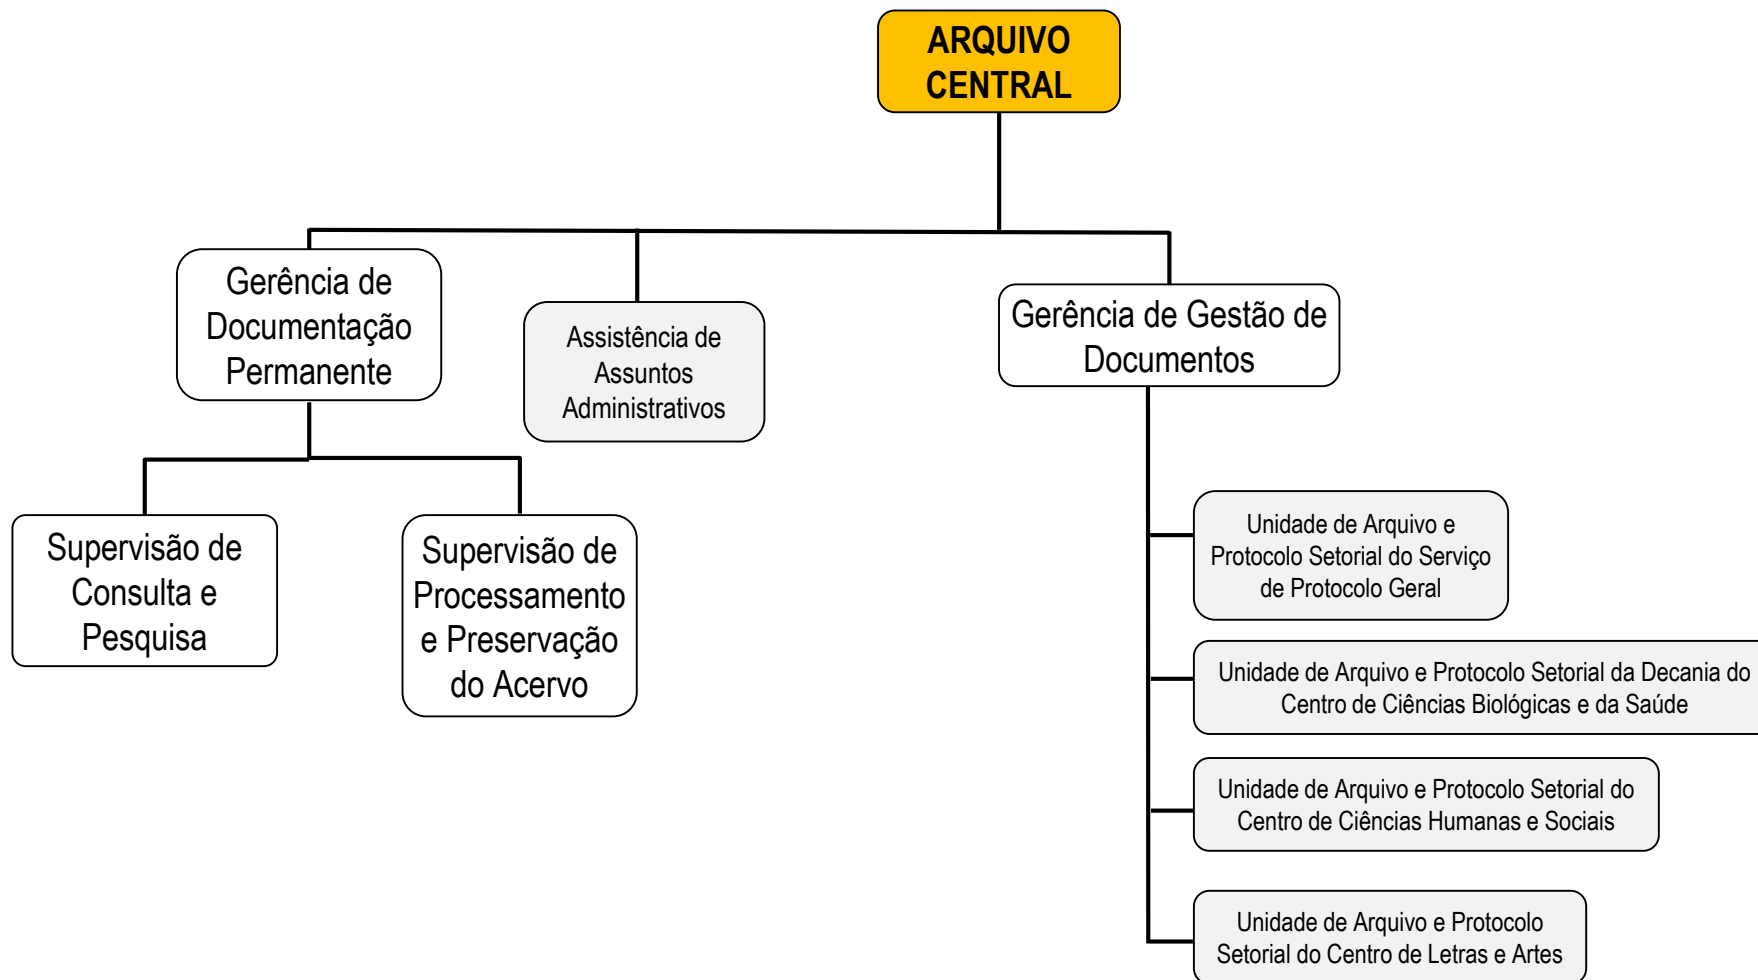 ARQUIVO
CENTRAL
Gerência de
Documentação
Permanente
Assistência de
Assuntos
Administrativos
Gerência de Gestão de
Documentos
Supervisão de
Consulta e
Pesquisa
Supervisão de
Processamento
e Preservação
do Acervo
Unidade de Arquivo e
Protocolo Setorial do Serviço
de Protocolo Geral
Unidade de Arquivo e Protocolo Setorial da Decania do
Centro de Ciências Biológicas e da Saúde
Unidade de Arquivo e Protocolo Setorial do
Centro de Ciências Humanas e Sociais
Unidade de Arquivo e Protocolo
Setorial do Centro de Letras e Artes